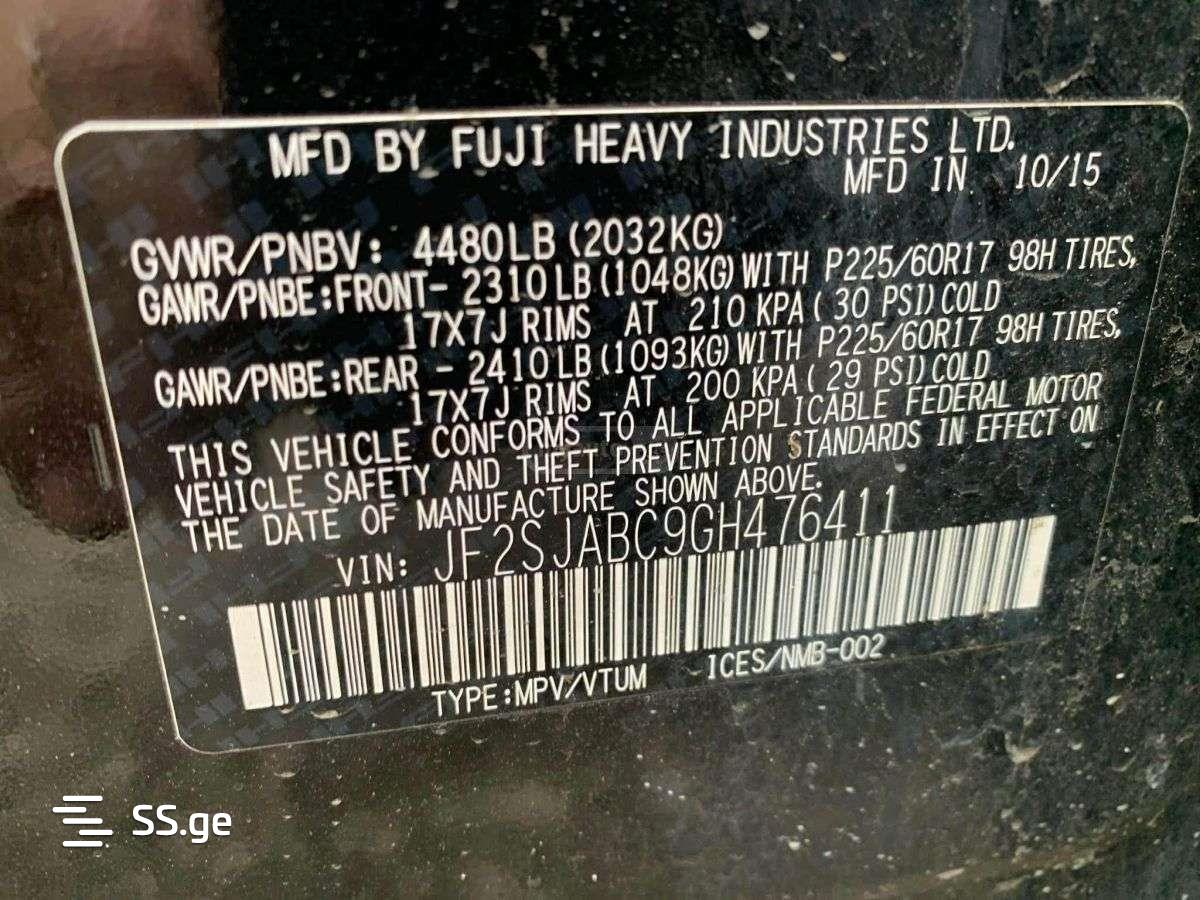 MFD BY FUJI HEAVY INDUSTRIES LTD.
MFD IN 10/15
GVWR/PNBV: 4480LB (2032KG)
GAWR/PNBE:FRONT- 2310LB (1048KG) WITH P225/60R17 98H TIRES,
17X7J RIMS AT 210 KPA ( 30 PSI) COLD
GAWR/PNBE:REAR - 2410LB (1093KG) WITH P225/60R17 98H TIRES,
17X7J RIMS AT 200 KPA ( 29 PSI) COLD
THIS VEHICLE CONFORMS TO ALL APPLICABLE FEDERAL MOTOR
VEHICLE SAFETY AND THEFT PREVENTION STANDARDS IN EFFECT ON
THE DATE OF MANUFACTURE SHOWN ABOVE.
VIN: JF2SJABC9GH476411
TYPE:MPV/VTUM ICES/NMB-002
SS.ge